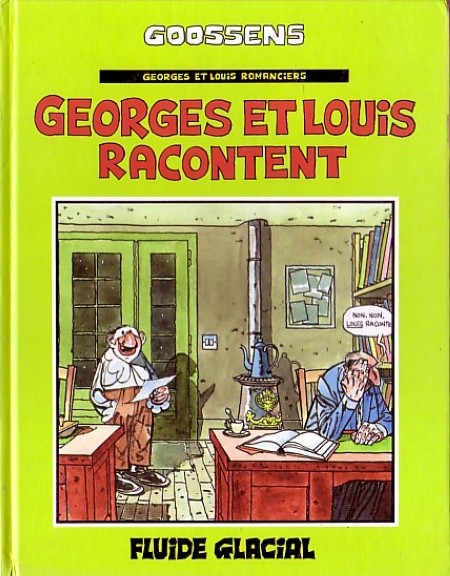 GOOSSENS
GEORGES ET LOUIS ROMANCIERS
GEORGES ET LOUIS
RACONTENT
NON, NON,
LOUIS RACONTE
FLUIDE GLACIAL